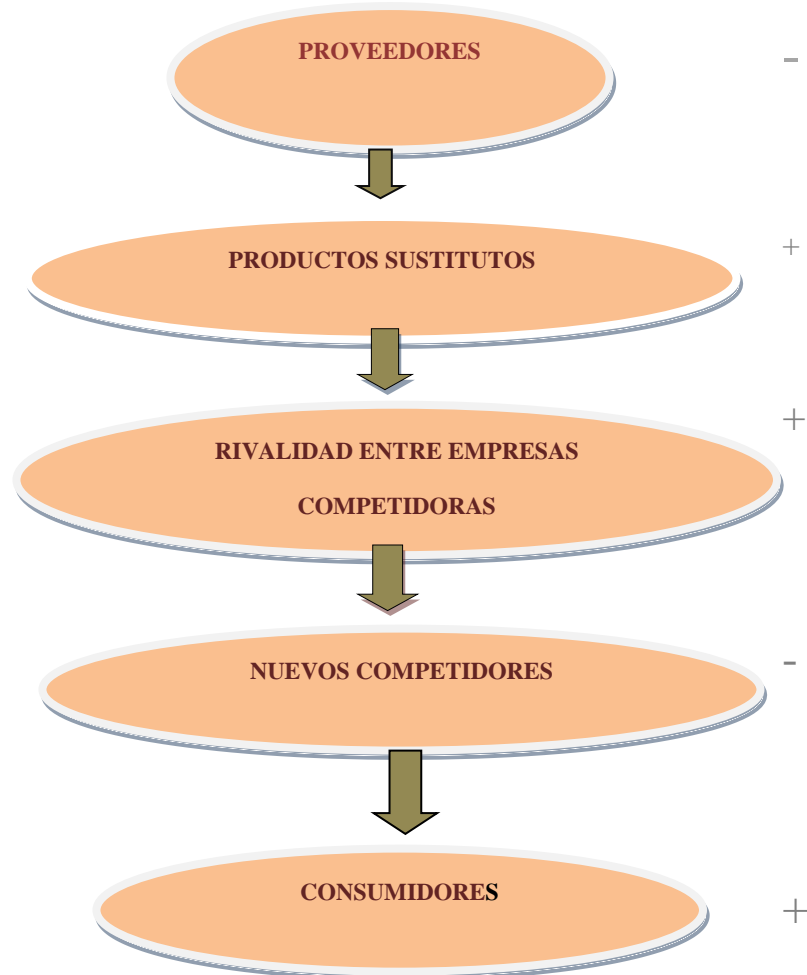 PROVEEDORES
-
PRODUCTOS SUSTITUTOS
+
RIVALIDAD ENTRE EMPRESAS
+
COMPETIDORAS
NUEVOS COMPETIDORES
-
CONSUMIDORES
+